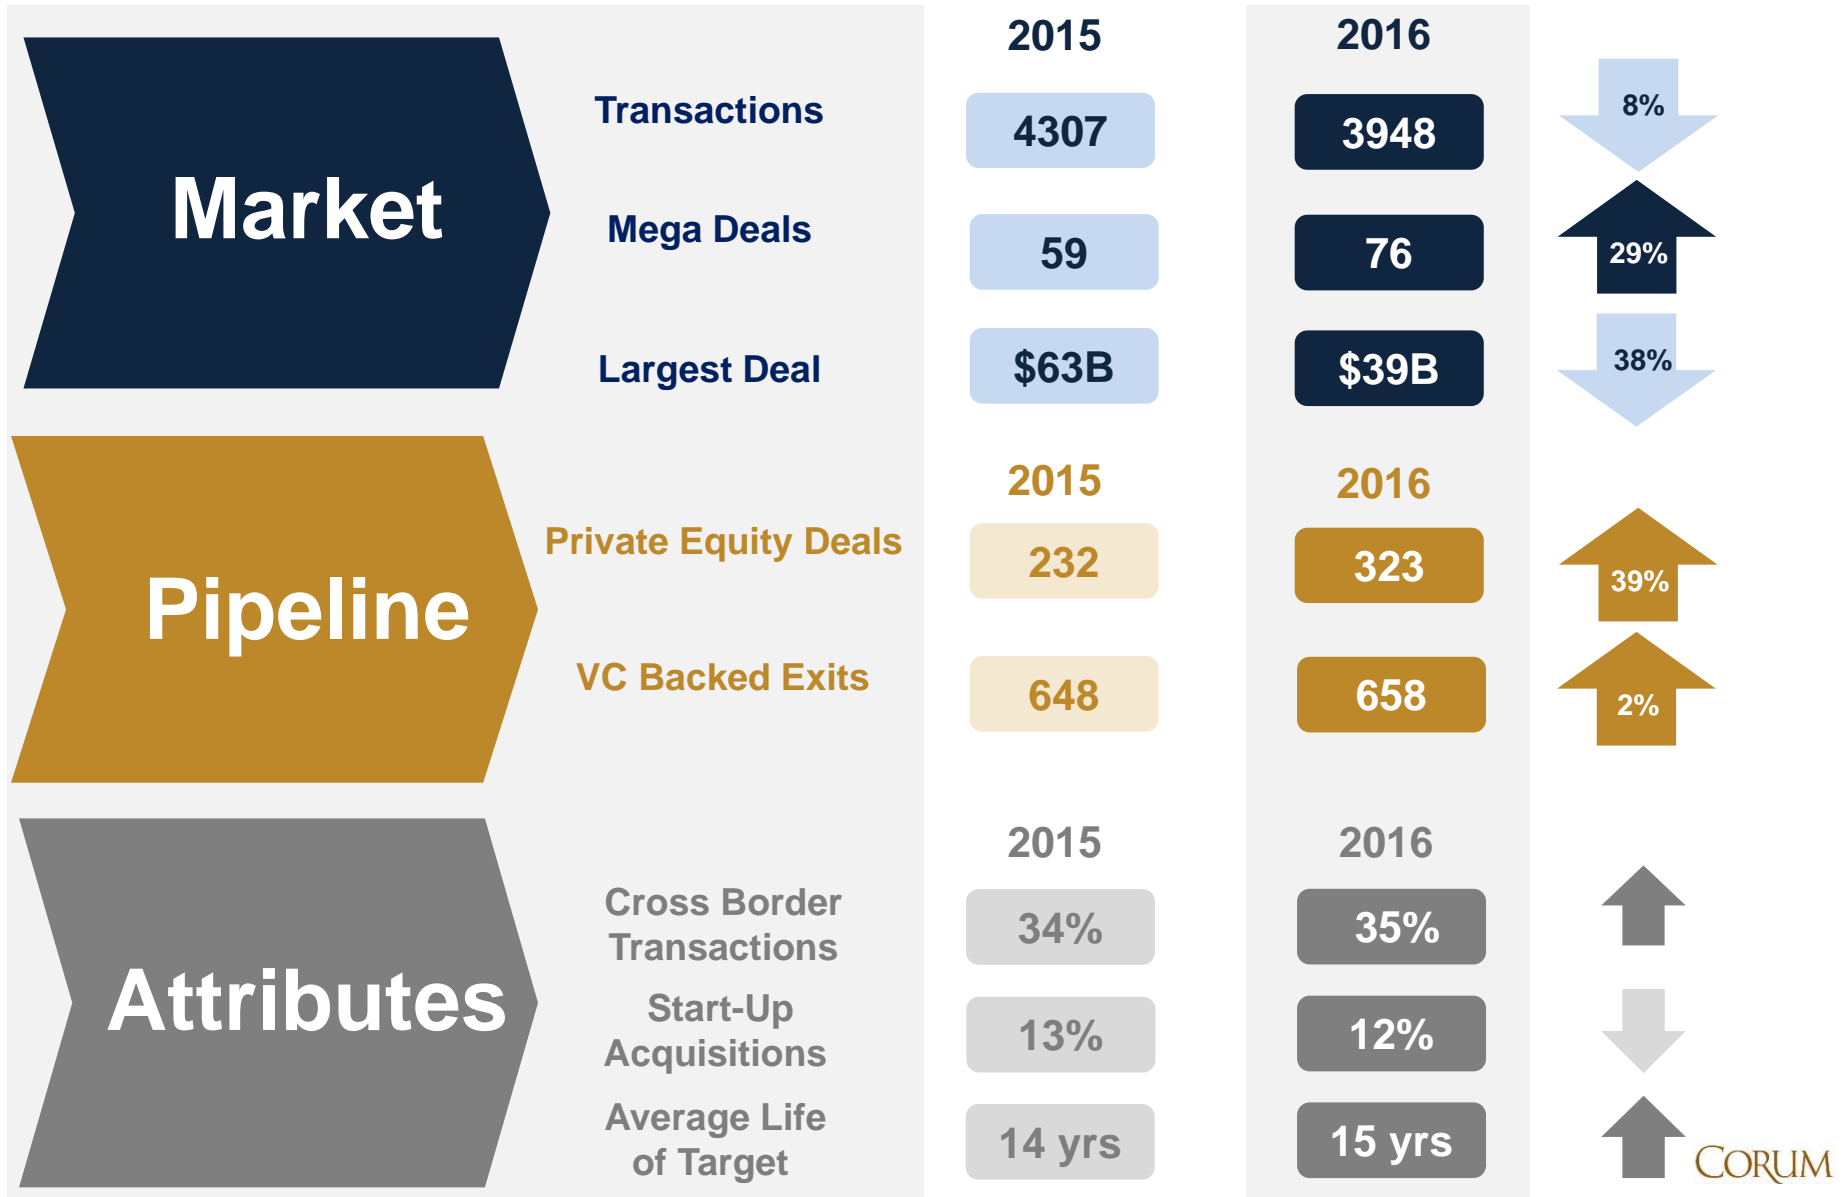 2015
2016
Market
Transactions
4307
3948
8%
Mega Deals
59
76
29%
Largest Deal
$63B
$39B
38%
2015
2016
Pipeline
Private Equity Deals
232
323
39%
VC Backed Exits
648
658
2%
2015
2016
Attributes
Cross Border
Transactions
34%
35%
Start-Up
Acquisitions
13%
12%
Average Life
of Target
14 yrs
15 yrs
CORUM